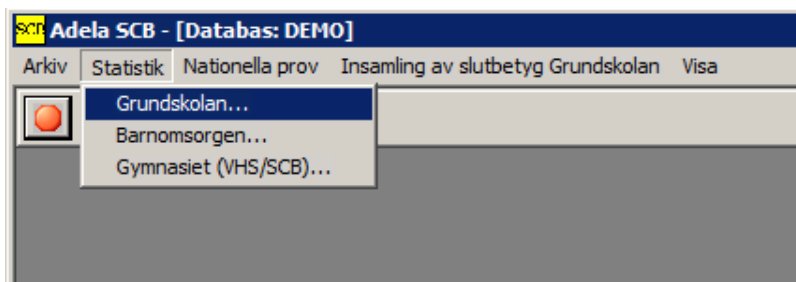 SCB Adela SCB - [Databas: DEMO]
Arkiv Statistik Nationella prov Insamling av slutbetyg Grundskolan Visa
Grundskolan...
Barnomsorgen...
Gymnasiet (VHS/SCB)...